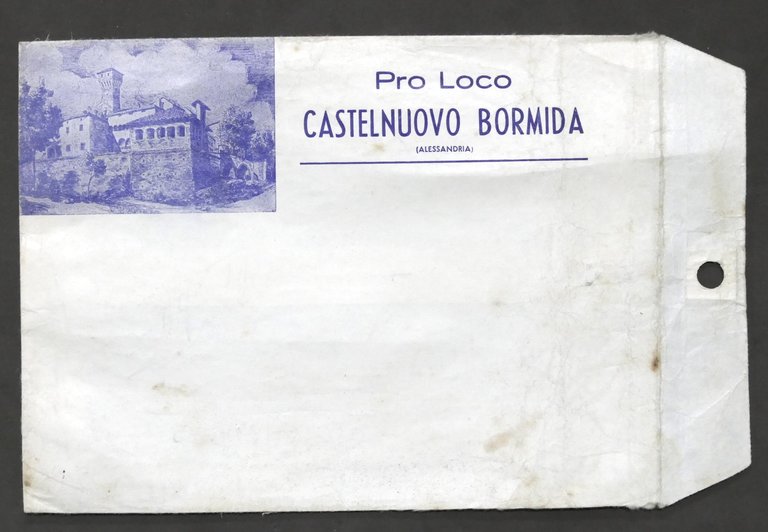 Pro Loco
CASTELNUOVO BORMIDA
(ALESSANDRIA)